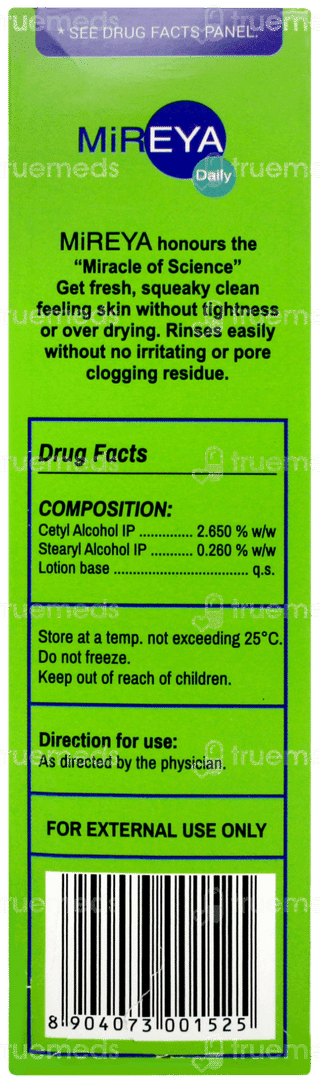 * SEE DRUG FACTS PANEL.*
MiREYA
Daily
MiREYA honours the
“Miracle of Science”
Get fresh, squeaky clean
feeling skin without tightness
or over drying. Rinses easily
without no irritating or pore
clogging residue.
Drug Facts
COMPOSITION:
Cetyl Alcohol IP .............. 2.650 % w/w
Stearyl Alcohol IP ........... 0.260 % w/w
Lotion base ................................... q.s.
Store at a temp. not exceeding 25°C.
Do not freeze.
Keep out of reach of children.
Direction for use:
As directed by the physician.
FOR EXTERNAL USE ONLY
8 904073 001525